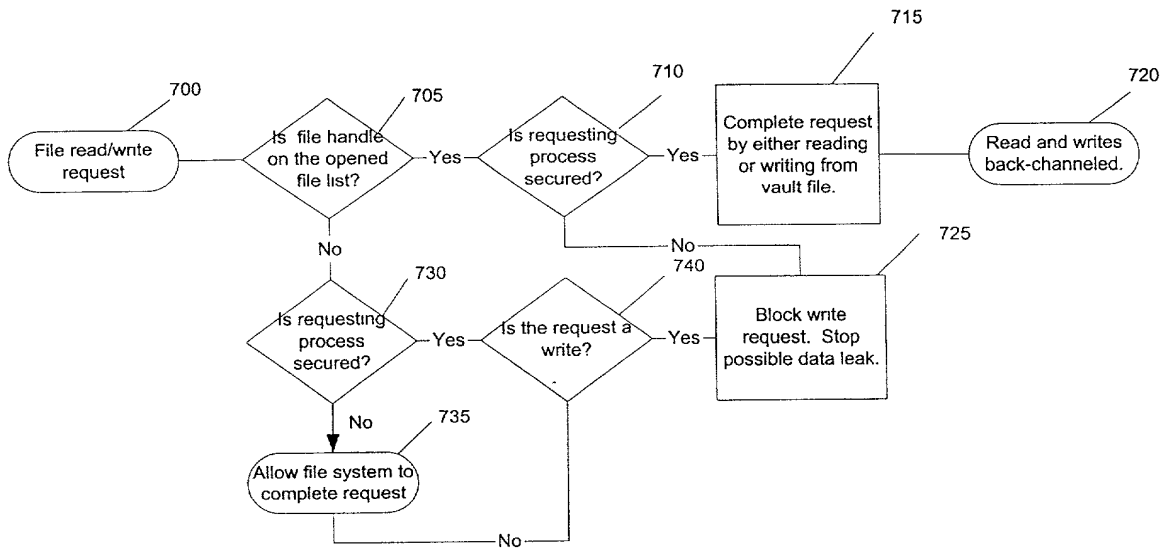 700
File read/write
request
705
Is file handle
on the opened
file list?
Yes
710
Is requesting
process
secured?
Yes
715
Complete request
by either reading
or writing from
vault file.
720
Read and writes
back-channeled.
No
No
725
Block write
request. Stop
possible data leak.
730
Is requesting
process
secured?
Yes
740
Is the request a
write?
Yes
No
735
Allow file system to
complete request
No